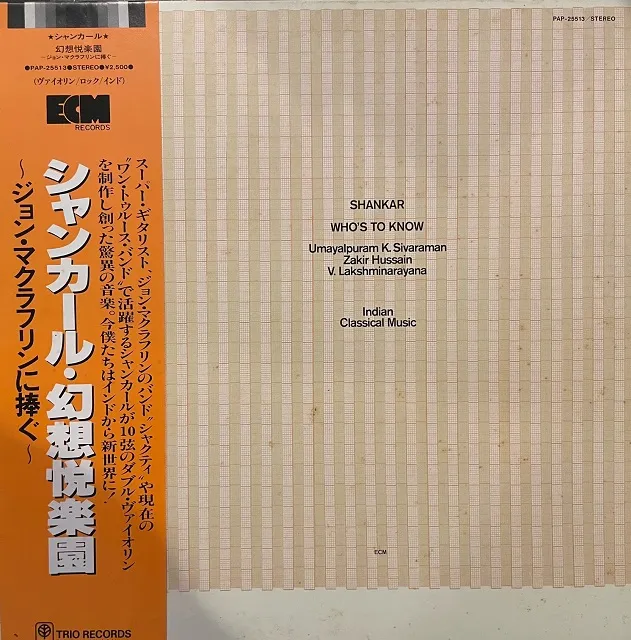 ★シャンカール★
幻想悦楽園
〜ジョン・マクラフリンに捧ぐ〜
●PAP-25513●STEREO●¥2,500●
(ヴァイオリン/ロック/インド)
ECM
RECORDS
スーパー・ギタリスト、ジョン・マクラフリンのバンド“シャクティ”や現在の
“ワン・トゥルース・バンド”で活躍するシャンカールが10弦のダブル・ヴァイオリン
を制作し創った驚異の音楽。今僕たちはインドから新世界に!
シャンカール・幻想悦楽園
〜ジョン・マクラフリンに捧ぐ〜
TRIO RECORDS
PAP-25513/STEREO
SHANKAR
WHO'S TO KNOW
Umayalpuram K. Sivaraman
Zakir Hussain
V. Lakshminarayana
Indian
Classical Music
ECM